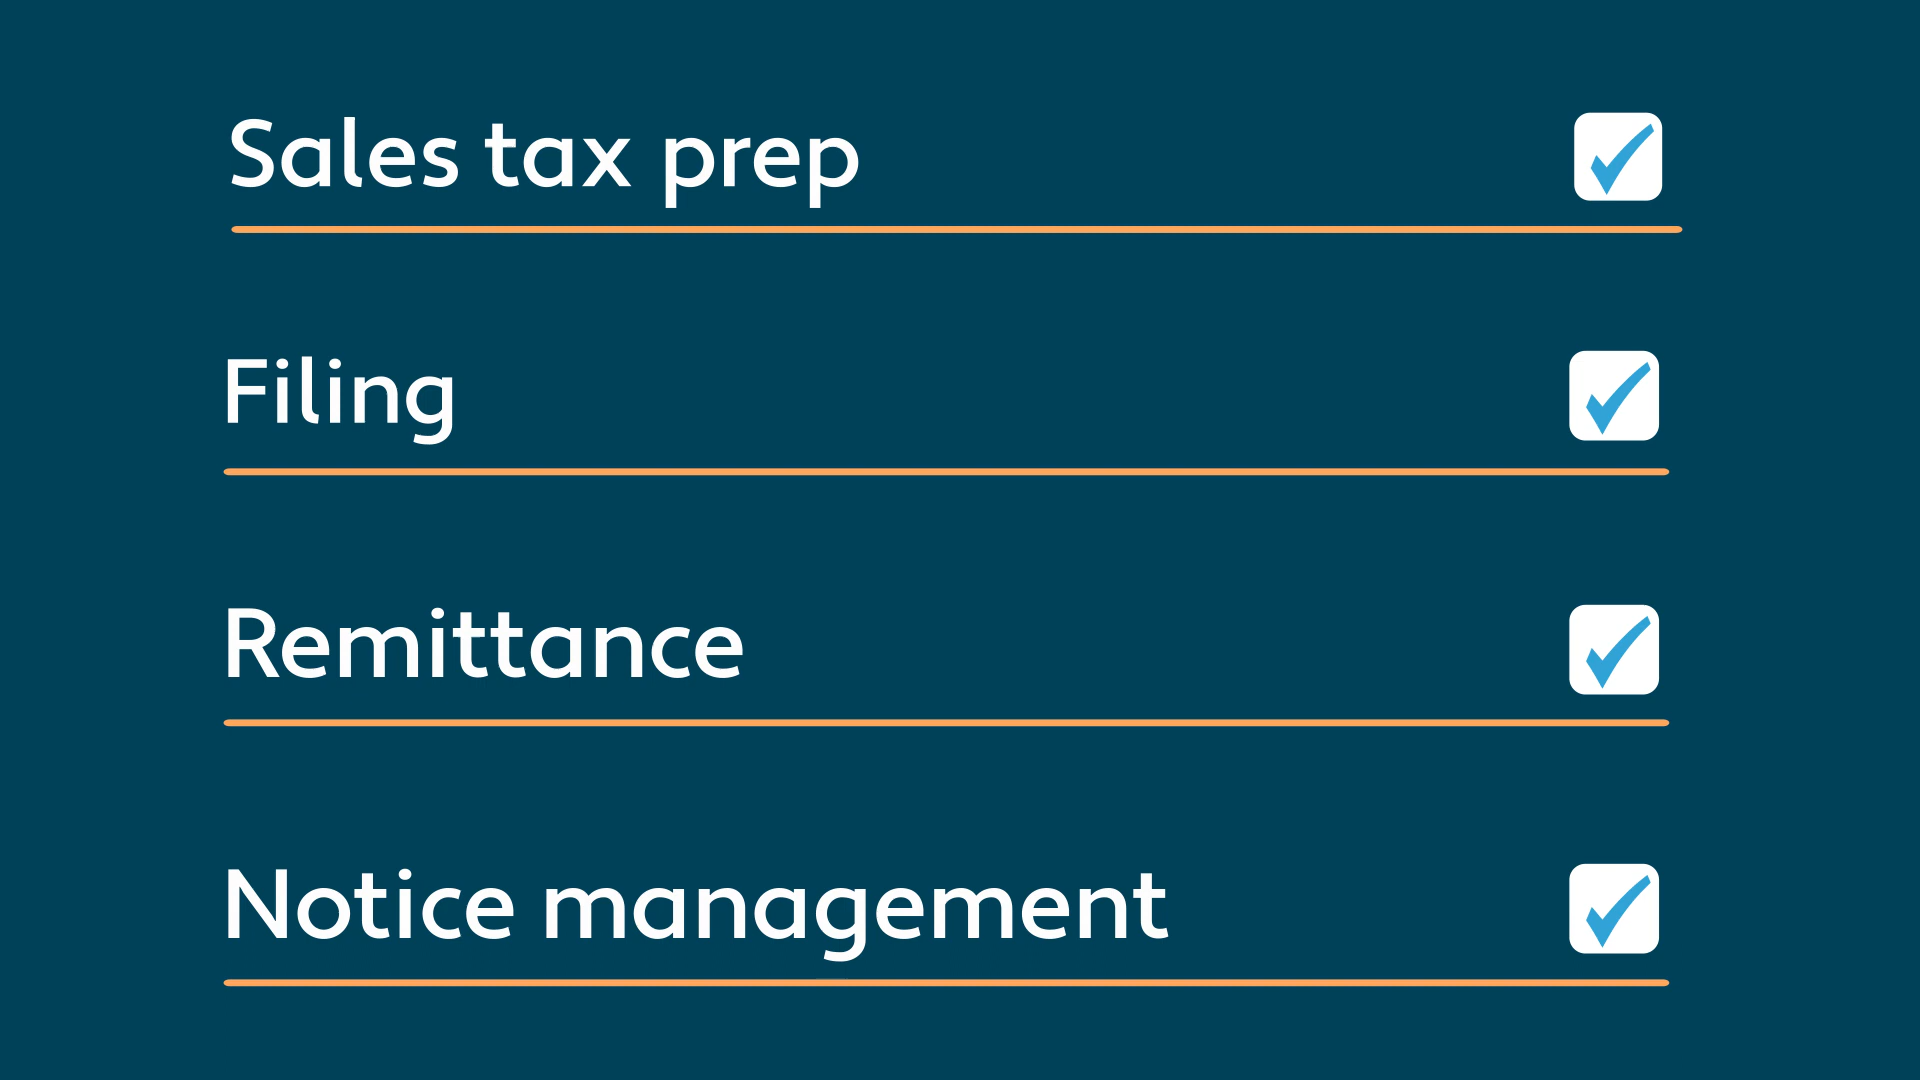 Sales tax prep
Filing
Remittance
Notice management